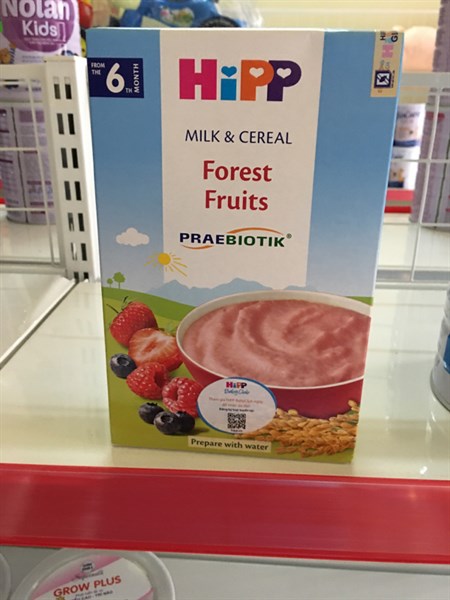 Nolan
Kids
FROM
THE
6
TH
MONTH
HiPP
MILK & CEREAL
Forest
Fruits
PRAEBIOTIK®
HiPP
Prepare with water
GROW PLUS